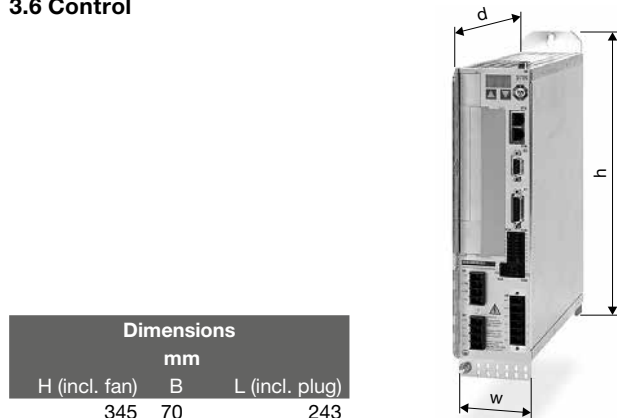 3.6 Control
d
h
w
Dimensions
mm
H (incl. fan) B L (incl. plug)
345 70 243